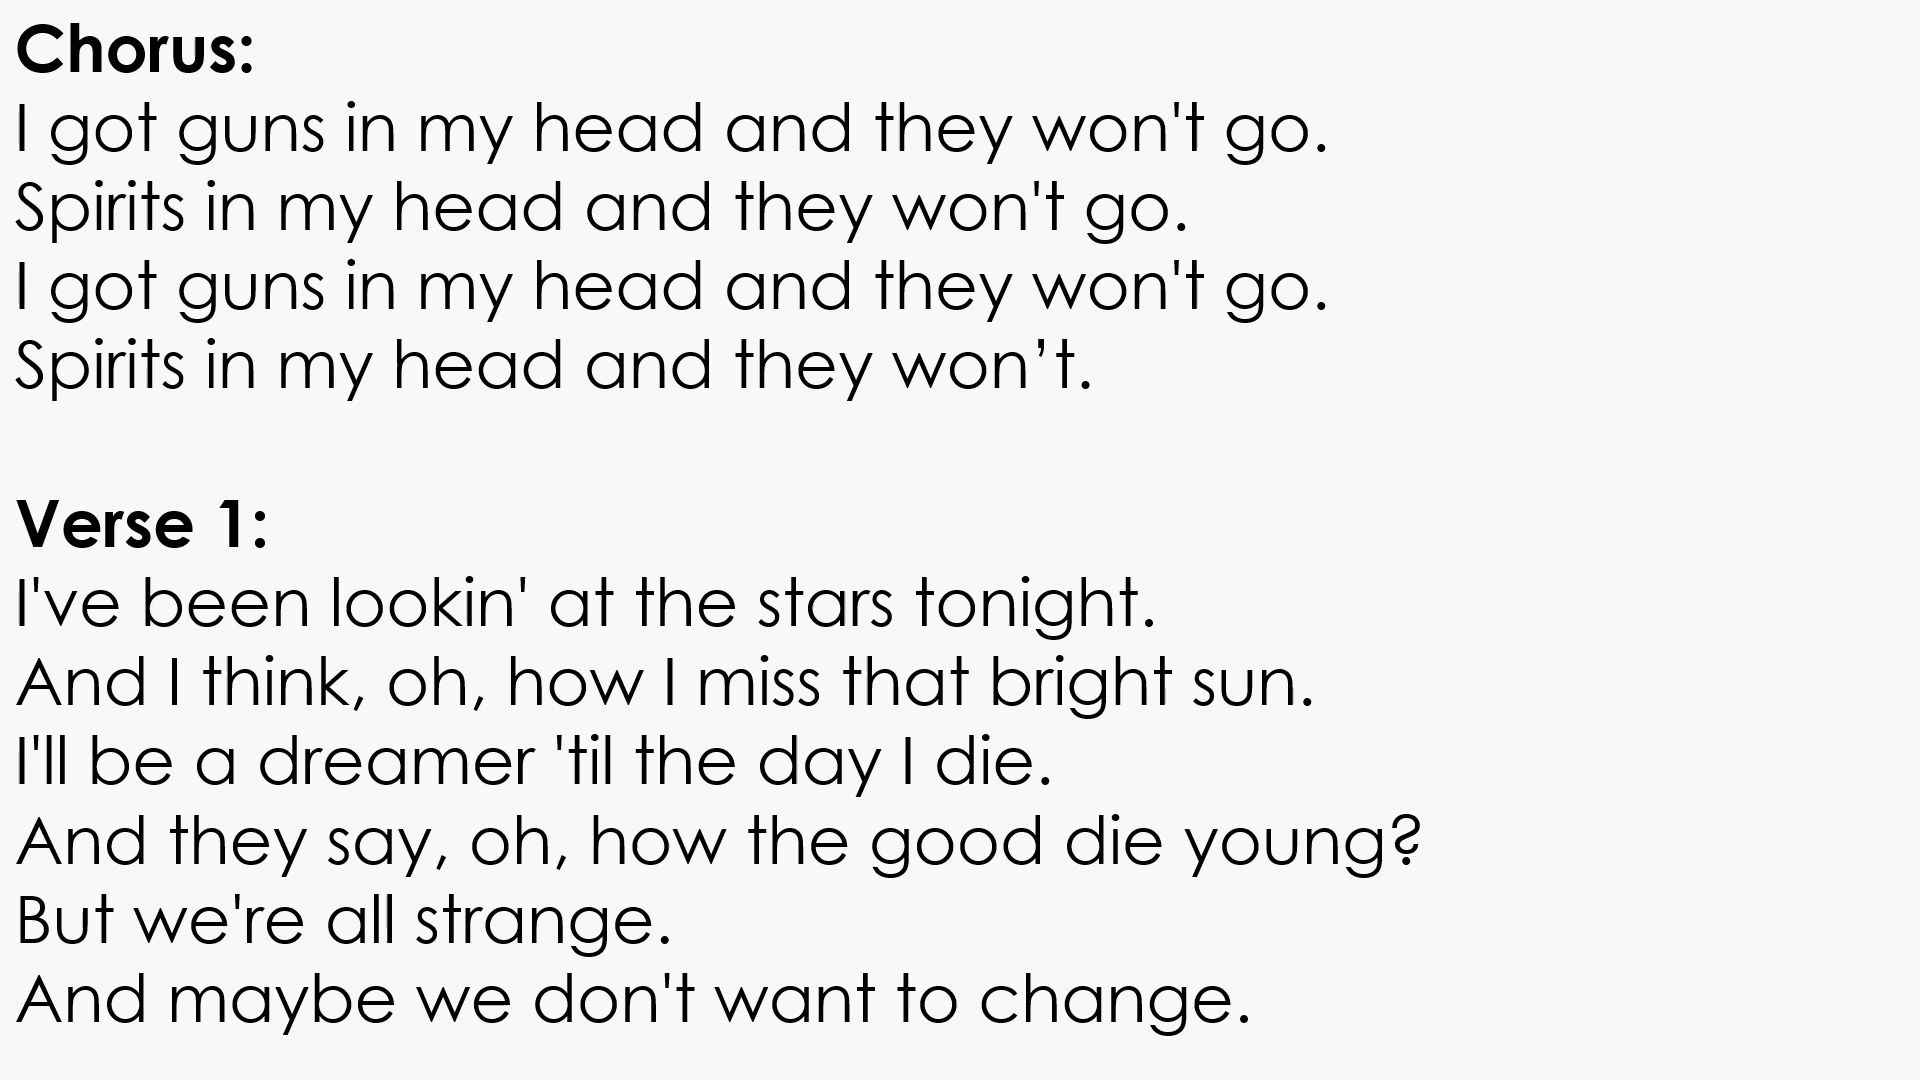 Chorus:
I got guns in my head and they won't go.
Spirits in my head and they won't go.
I got guns in my head and they won't go.
Spirits in my head and they won’t.

Verse 1:
I've been lookin' at the stars tonight.
And I think, oh, how I miss that bright sun.
I'll be a dreamer 'til the day I die.
And they say, oh, how the good die young?
But we're all strange.
And maybe we don't want to change.